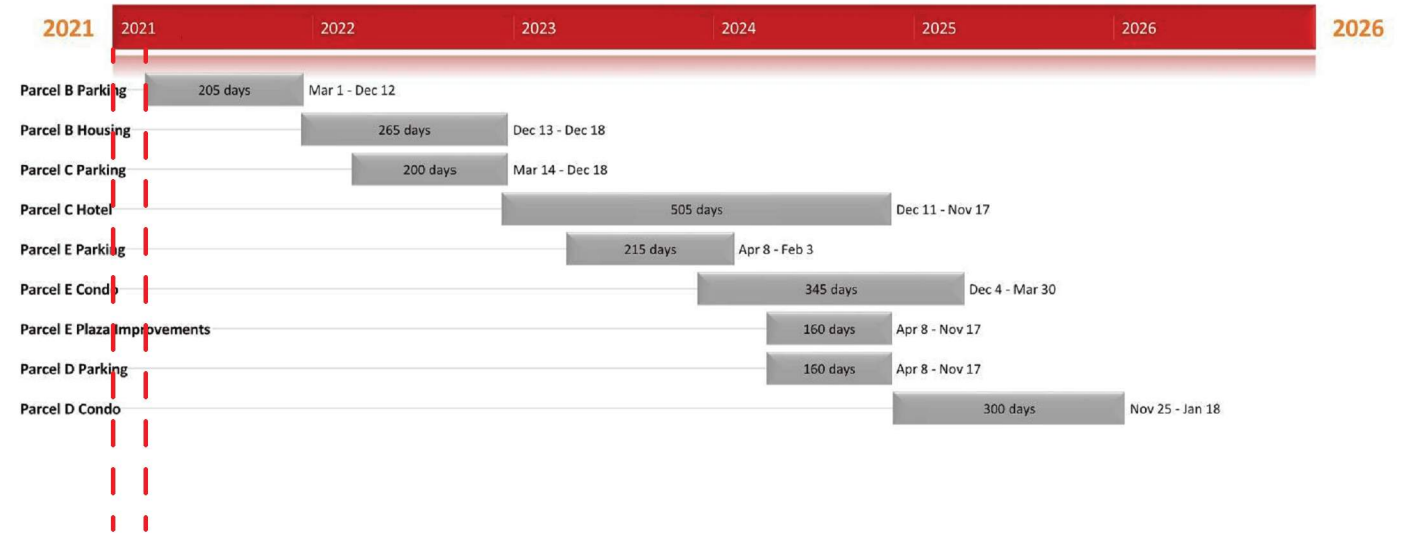 2021 2021 2022 2023 2024 2025 2026 2026
Parcel B Parking 205 days Mar 1 - Dec 12
Parcel B Housing 265 days Dec 13 - Dec 18
Parcel C Parking 200 days Mar 14 - Dec 18
Parcel C Hotel 505 days Dec 11 - Nov 17
Parcel E Parking 215 days Apr 8 - Feb 3
Parcel E Condo 345 days Dec 4 - Mar 30
Parcel E Plaza Improvements 160 days Apr 8 - Nov 17
Parcel D Parking 160 days Apr 8 - Nov 17
Parcel D Condo 300 days Nov 25 - Jan 18